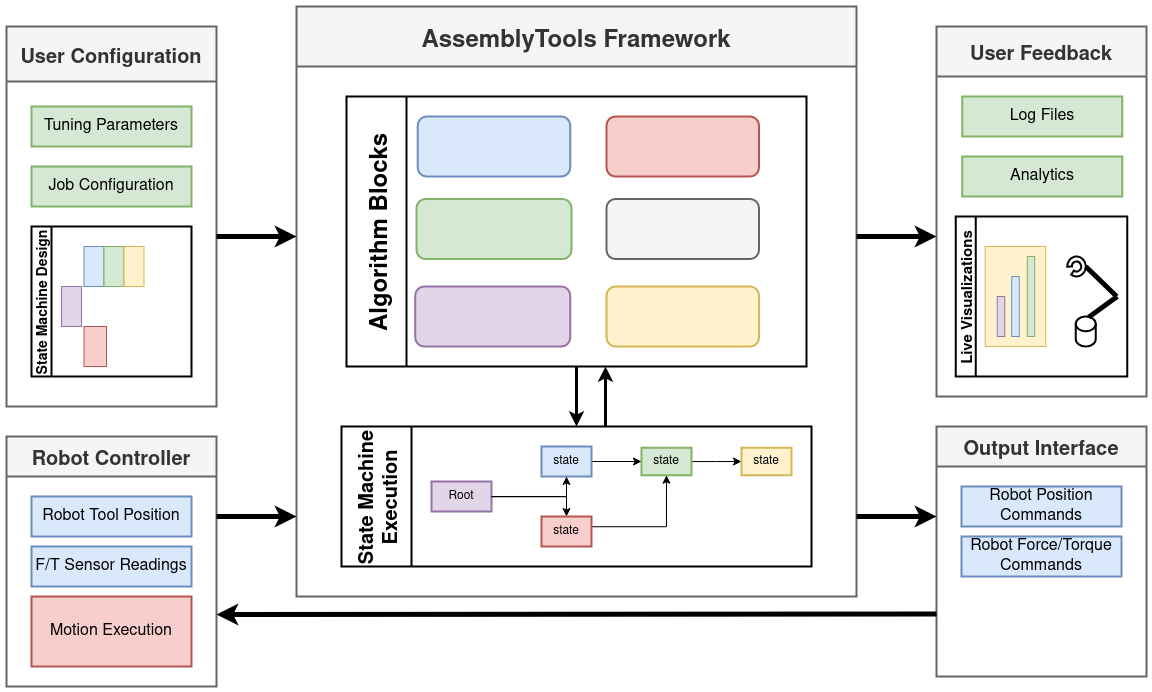 User Configuration
Tuning Parameters
Job Configuration
State Machine Design
Robot Controller
Robot Tool Position
F/T Sensor Readings
Motion Execution
AssemblyTools Framework
Algorithm Blocks
State Machine
Execution
Root
state
state
state
state
User Feedback
Log Files
Analytics
Live Visualizations
Output Interface
Robot Position
Commands
Robot Force/Torque
Commands